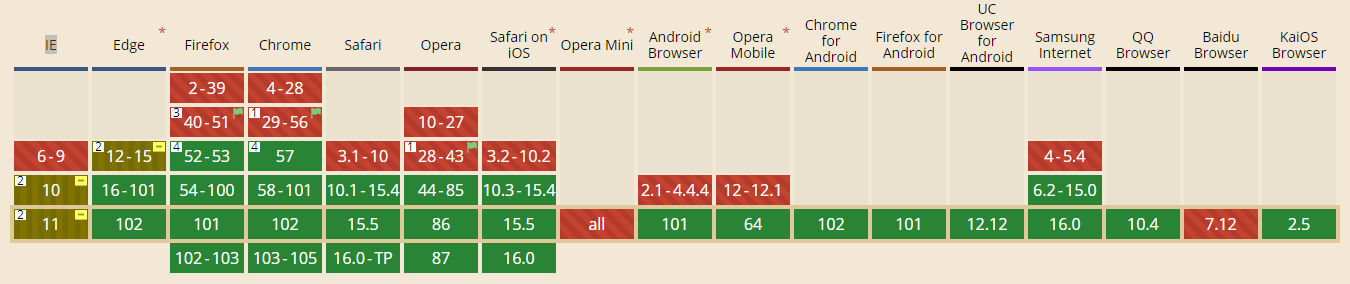 IE Edge * Firefox Chrome Safari Opera Safari on iOS * Opera Mini Android Browser * Opera Mobile * Chrome for Android Firefox for Android UC Browser for Android Samsung Internet QQ Browser Baidu Browser KaiOS Browser
2-39 4-28
3 40-51 1 29-56 10-27
6-9 2 12-15 4 52-53 4 57 3.1-10 1 28-43 3.2-10.2 4-5.4
2 10 16-101 54-100 58-101 10.1-15.4 44-85 10.3-15.4 2.1-4.4.4 12-12.1 6.2-15.0
2 11 102 101 102 15.5 86 15.5 all 101 64 102 101 12.12 16.0 10.4 7.12 2.5
102-103 103-105 16.0-TP 87 16.0